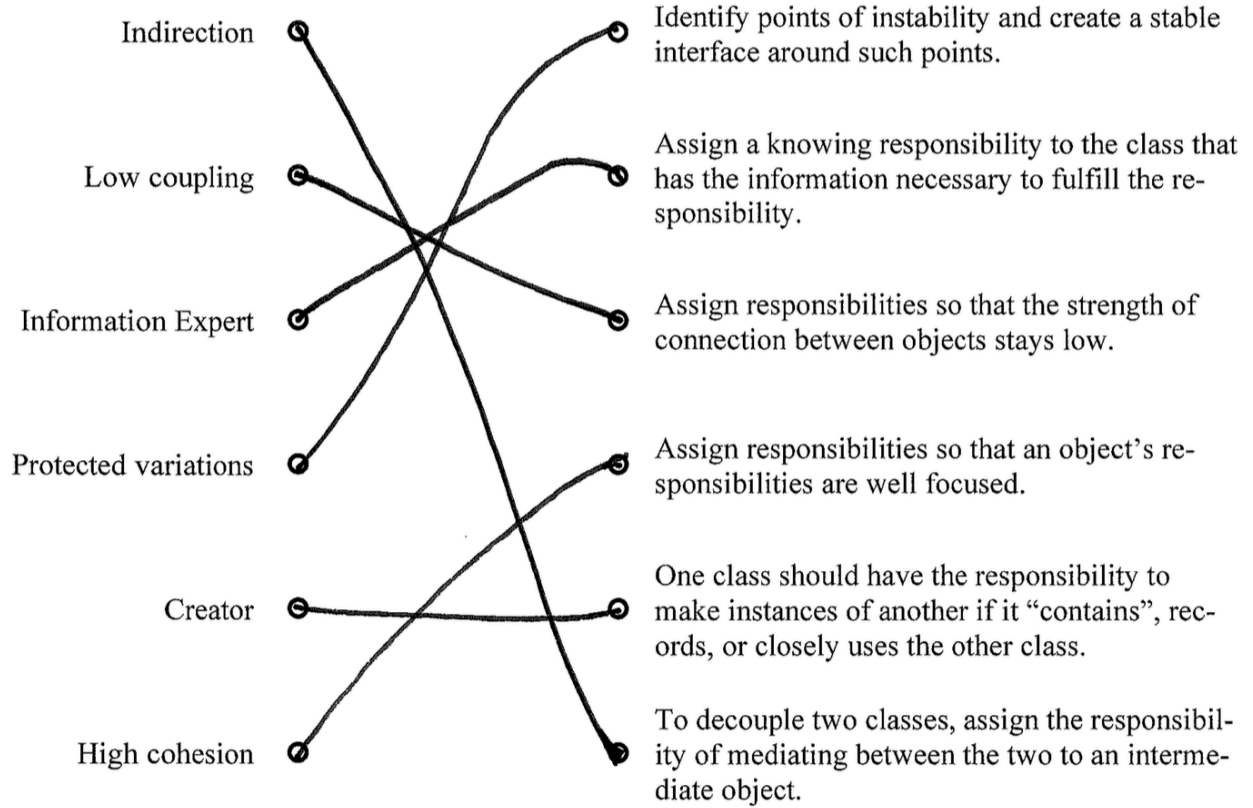 Indirection
Low coupling
Information Expert
Protected variations
Creator
High cohesion
Identify points of instability and create a stable
interface around such points.
Assign a knowing responsibility to the class that
has the information necessary to fulfill the re-
sponsibility.
Assign responsibilities so that the strength of
connection between objects stays low.
Assign responsibilities so that an object’s re-
sponsibilities are well focused.
One class should have the responsibility to
make instances of another if it “contains”, rec-
ords, or closely uses the other class.
To decouple two classes, assign the responsibil-
ity of mediating between the two to an interme-
diate object.